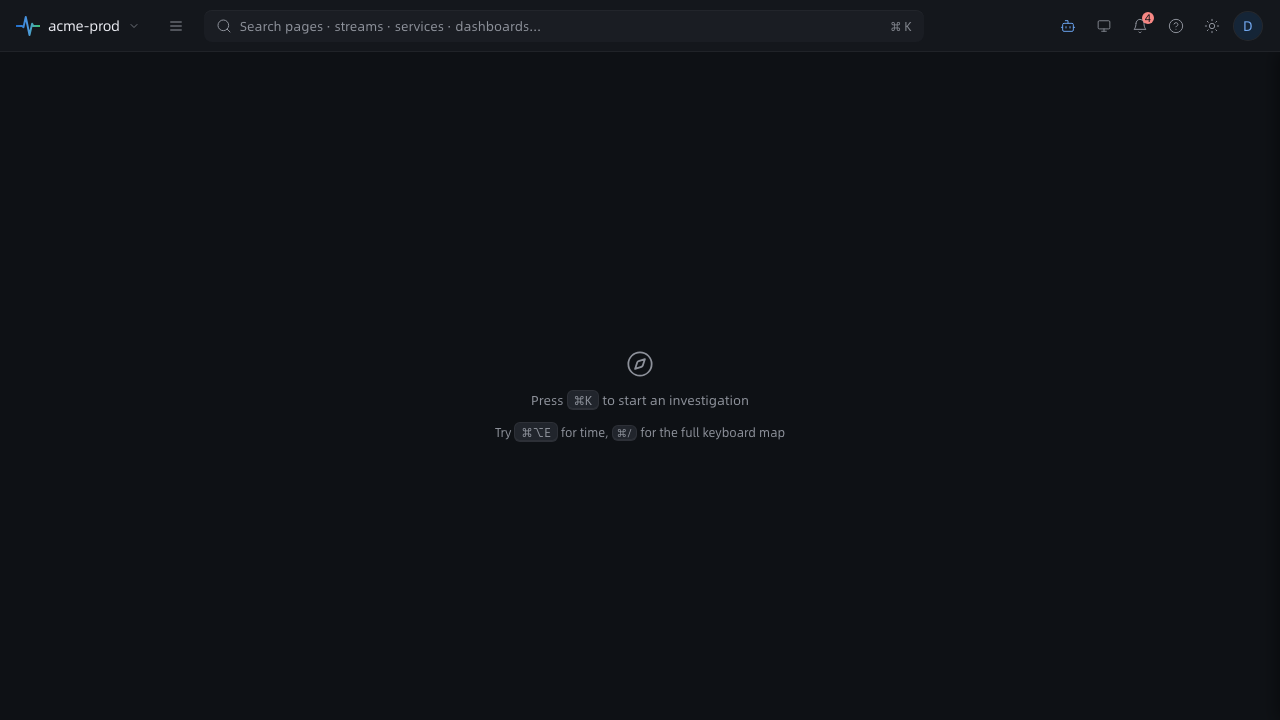 acme-prod
Search pages · streams · services · dashboards... ⌘ K
4
D
Press ⌘K to start an investigation
Try ⌘⌥E for time, ⌘/ for the full keyboard map